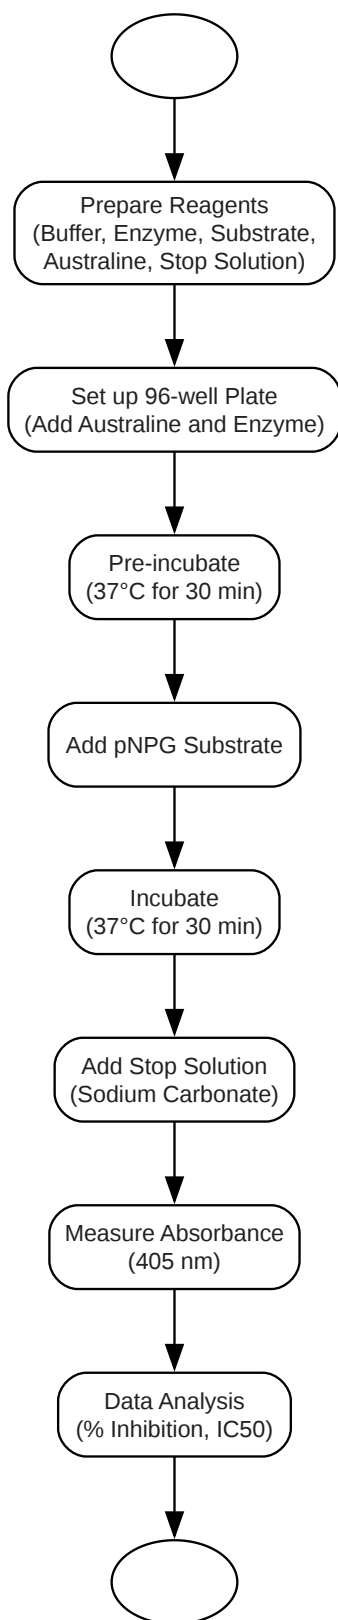 Prepare Reagents
(Buffer, Enzyme, Substrate,
Australine, Stop Solution)
Set up 96-well Plate
(Add Australine and Enzyme)
Pre-incubate
(37°C for 30 min)
Add pNPG Substrate
Incubate
(37°C for 30 min)
Add Stop Solution
(Sodium Carbonate)
Measure Absorbance
(405 nm)
Data Analysis
(% Inhibition, IC50)